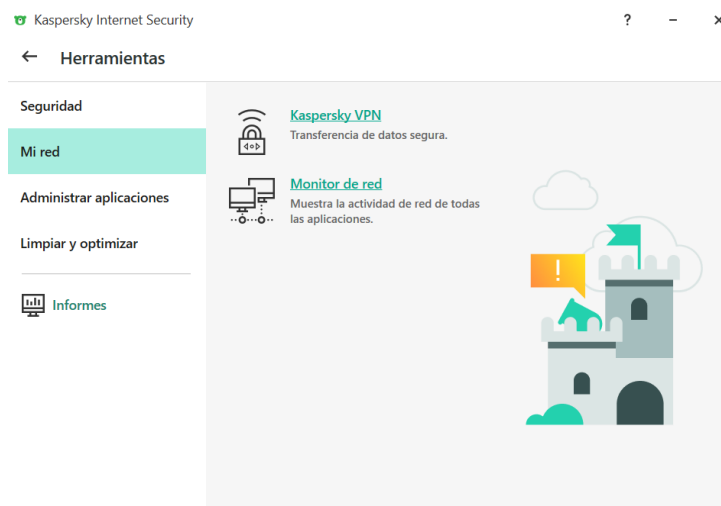 Kaspersky Internet Security
?
Herramientas
Seguridad
Mi red
Administrar aplicaciones
Limpiar y optimizar
Informes
Kaspersky VPN
Transferencia de datos segura.
Monitor de red
Muestra la actividad de red de todas
las aplicaciones.
!